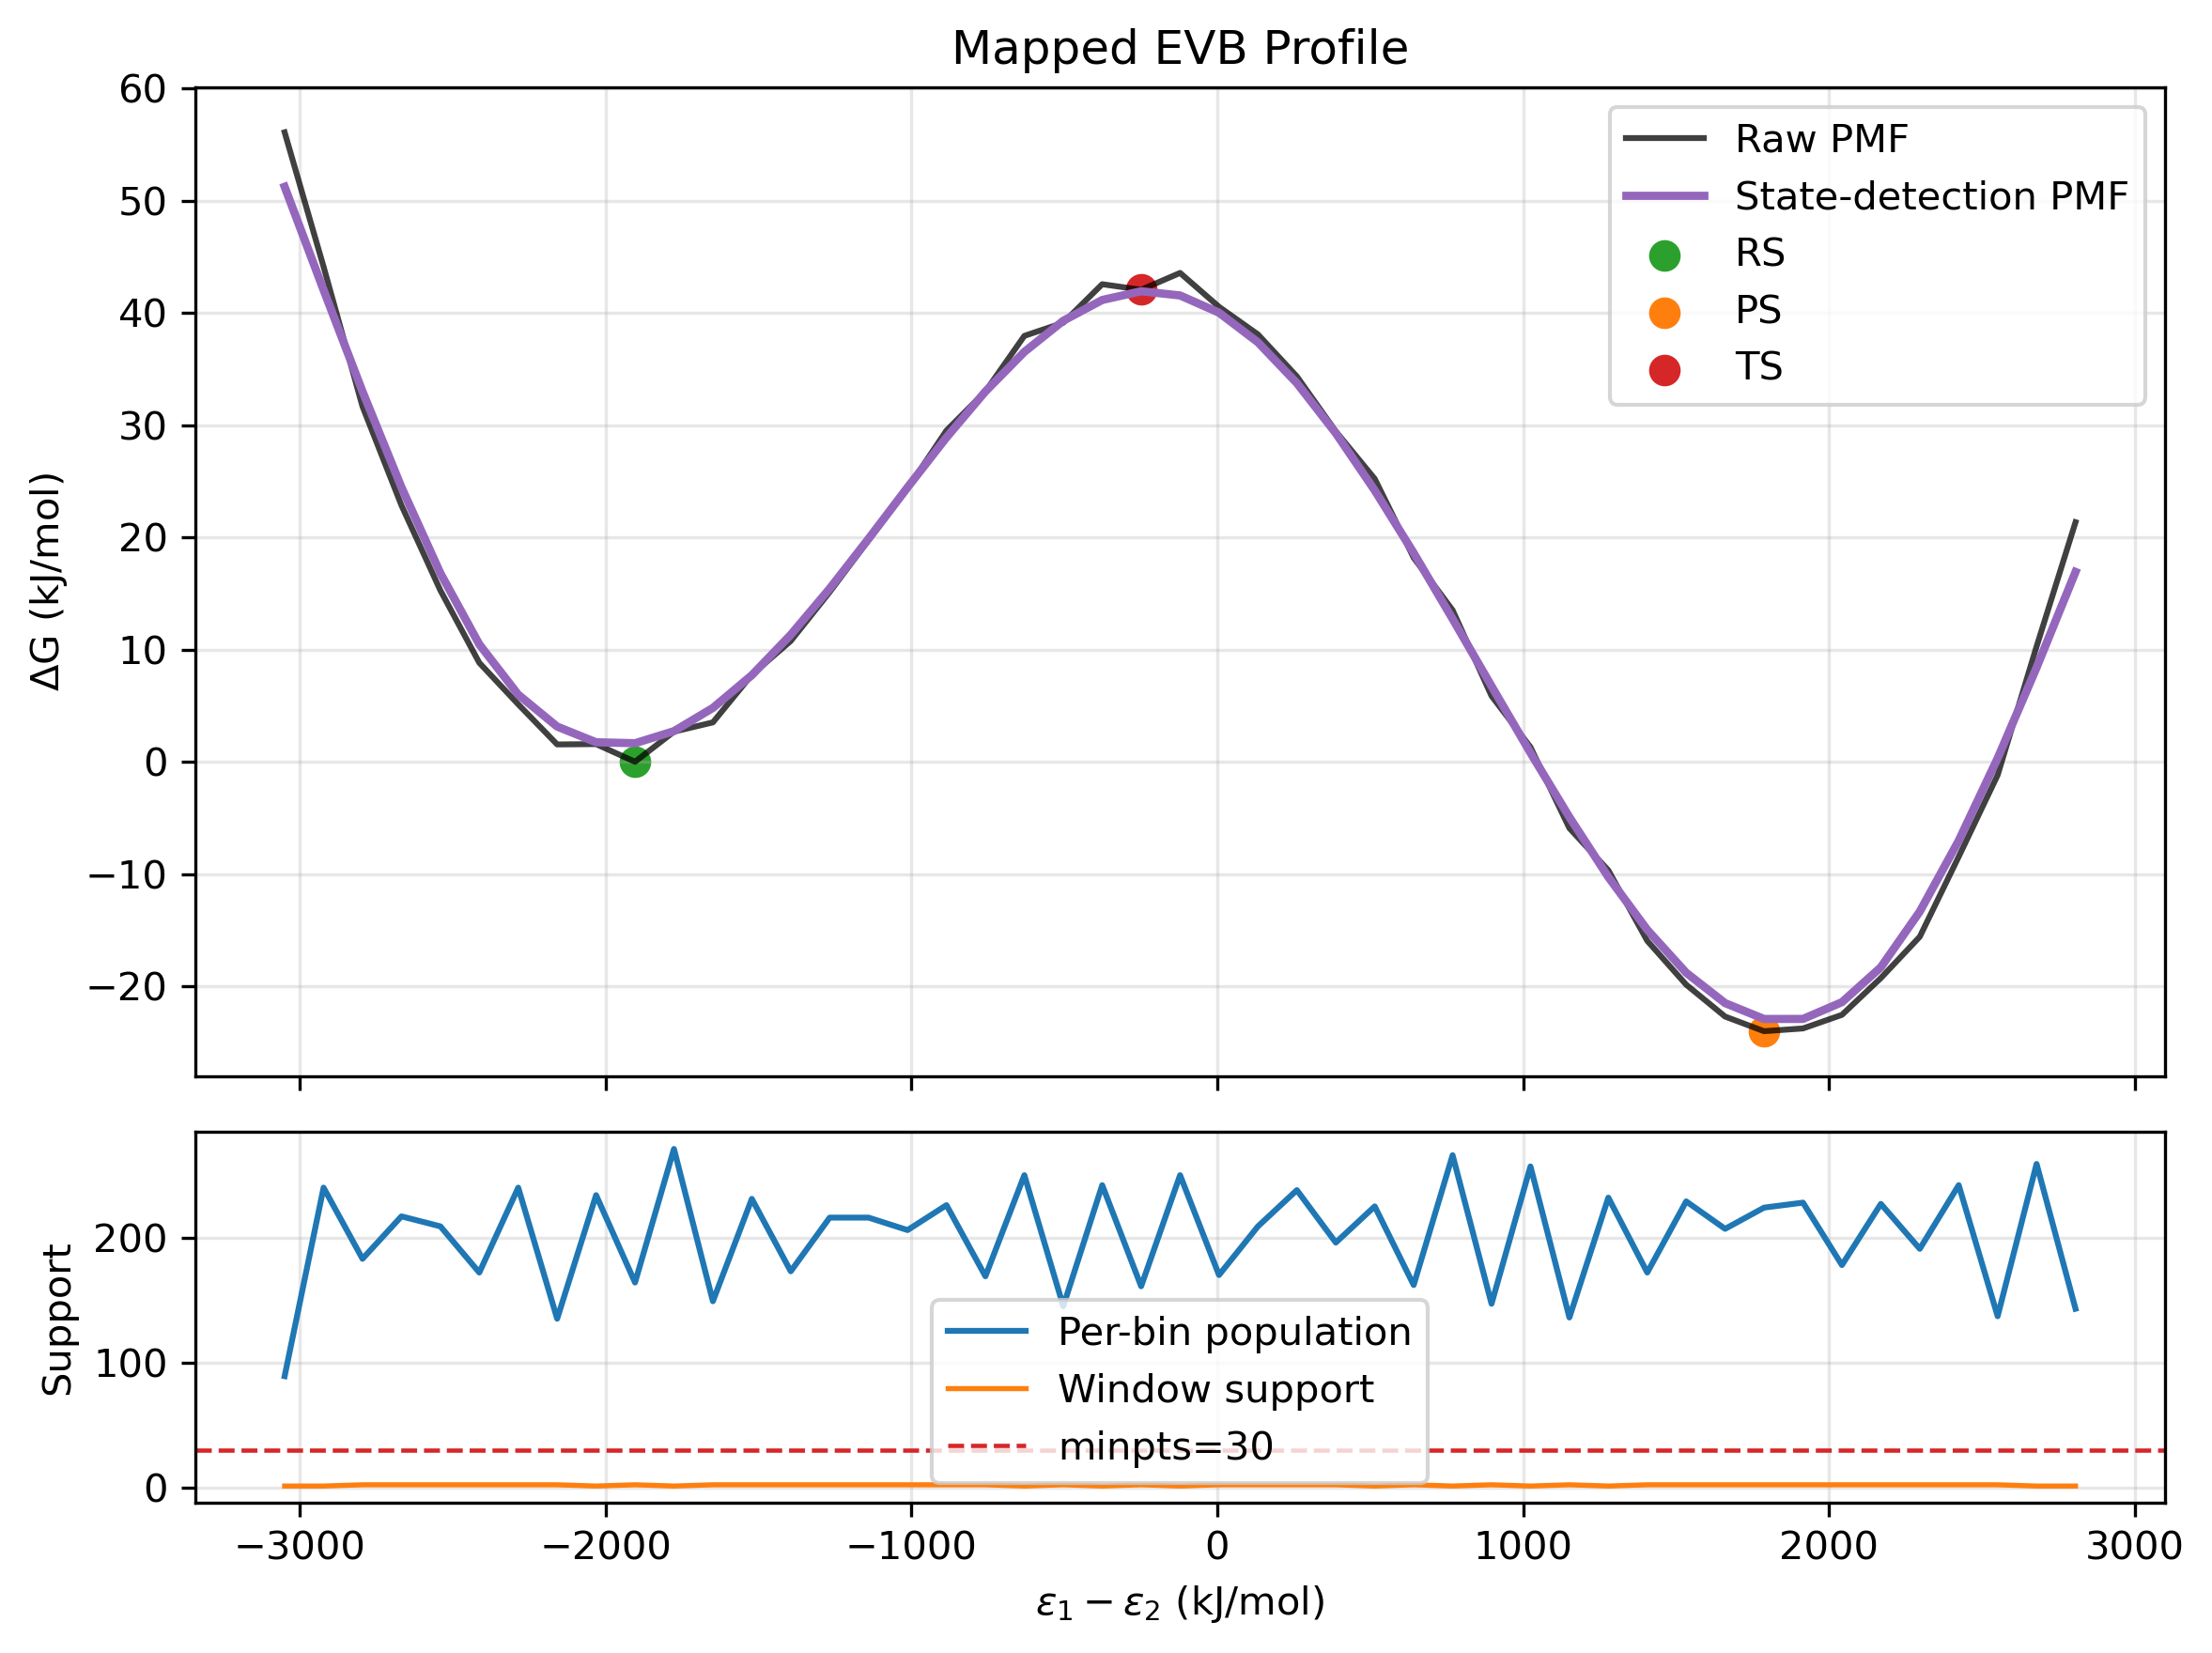 Mapped EVB Profile
60
50
40
30
20
10
0
−10
−20
ΔG (kJ/mol)
Raw PMF
State-detection PMF
RS
PS
TS
200
100
0
Support
Per-bin population
Window support
minpts=30
−3000
−2000
−1000
0
1000
2000
3000
ε₁ − ε₂ (kJ/mol)